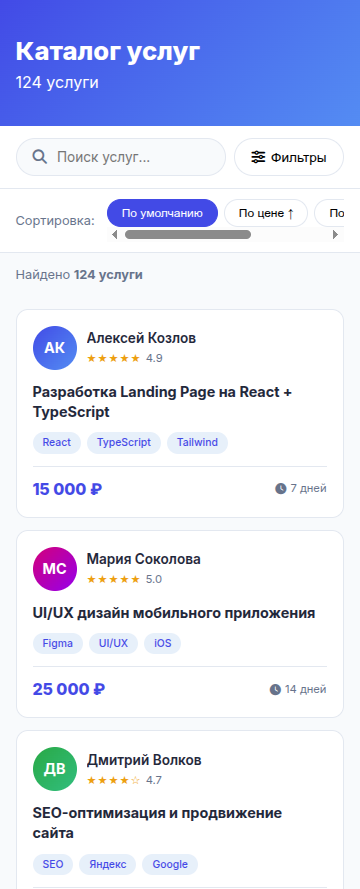 Каталог услуг
124 услуги
Поиск услуг...
Фильтры
Сортировка: По умолчанию По цене ↑ По
Найдено 124 услуги
АК Алексей Козлов
★★★★★ 4.9
Разработка Landing Page на React +
TypeScript
React TypeScript Tailwind
15 000 ₽ 7 дней
МС Мария Соколова
★★★★★ 5.0
UI/UX дизайн мобильного приложения
Figma UI/UX iOS
25 000 ₽ 14 дней
ДВ Дмитрий Волков
★★★★☆ 4.7
SEO-оптимизация и продвижение
сайта
SEO Яндекс Google